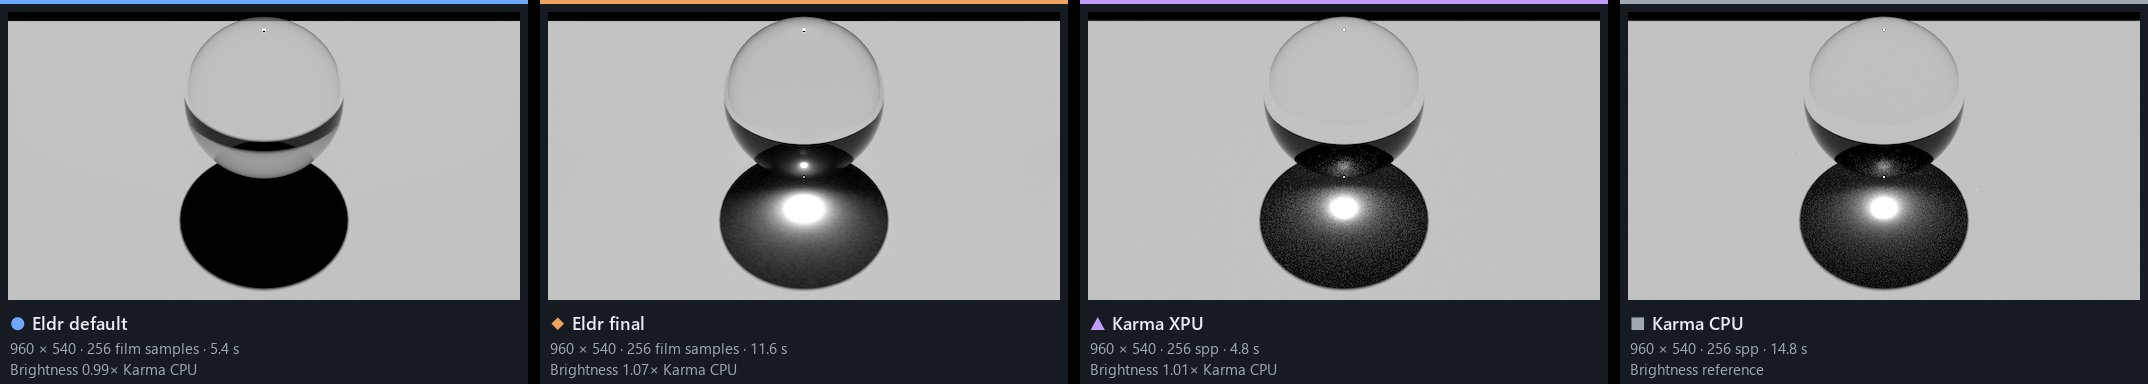 Eldr default
960 × 540 · 256 film samples · 5.4 s
Brightness 0.99× Karma CPU
Eldr final
960 × 540 · 256 film samples · 11.6 s
Brightness 1.07× Karma CPU
Karma XPU
960 × 540 · 256 spp · 4.8 s
Brightness 1.01× Karma CPU
Karma CPU
960 × 540 · 256 spp · 14.8 s
Brightness reference